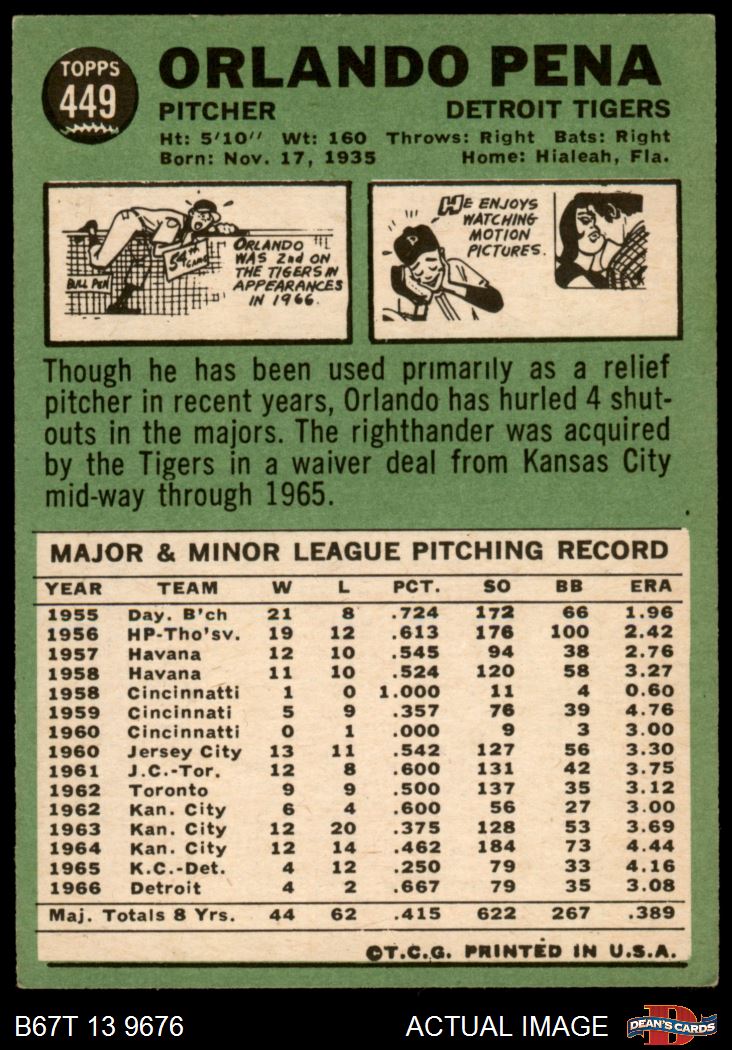 TOPPS
449
ORLANDO PENA
PITCHER DETROIT TIGERS
Ht: 5'10" Wt: 160 Throws: Right Bats: Right
Born: Nov. 17, 1935 Home: Hialeah, Fla.
54TH GAME
BULL PEN
ORLANDO
WAS 2nd ON
THE TIGERS IN
APPEARANCES
IN 1966.
D
HE ENJOYS
WATCHING
MOTION
PICTURES.
Though he has been used primarily as a relief
pitcher in recent years, Orlando has hurled 4 shut-
outs in the majors. The righthander was acquired
by the Tigers in a waiver deal from Kansas City
mid-way through 1965.
MAJOR & MINOR LEAGUE PITCHING RECORD
YEAR TEAM W L PCT. SO BB ERA
1955 Day. B'ch 21 8 .724 172 66 1.96
1956 HP-Tho'sv. 19 12 .613 176 100 2.42
1957 Havana 12 10 .545 94 38 2.76
1958 Havana 11 10 .524 120 58 3.27
1958 Cincinnatti 1 0 1.000 11 4 0.60
1959 Cincinnati 5 9 .357 76 39 4.76
1960 Cincinnatti 0 1 .000 9 3 3.00
1960 Jersey City 13 11 .542 127 56 3.30
1961 J.C.-Tor. 12 8 .600 131 42 3.75
1962 Toronto 9 9 .500 137 35 3.12
1962 Kan. City 6 4 .600 56 27 3.00
1963 Kan. City 12 20 .375 128 53 3.69
1964 Kan. City 12 14 .462 184 73 4.44
1965 K.C.-Det. 4 12 .250 79 33 4.16
1966 Detroit 4 2 .667 79 35 3.08
Maj. Totals 8 Yrs. 44 62 .415 622 267 .389
©T.C.G. PRINTED IN U.S.A.
B67T 13 9676 ACTUAL IMAGE D DEAN'S CARDS